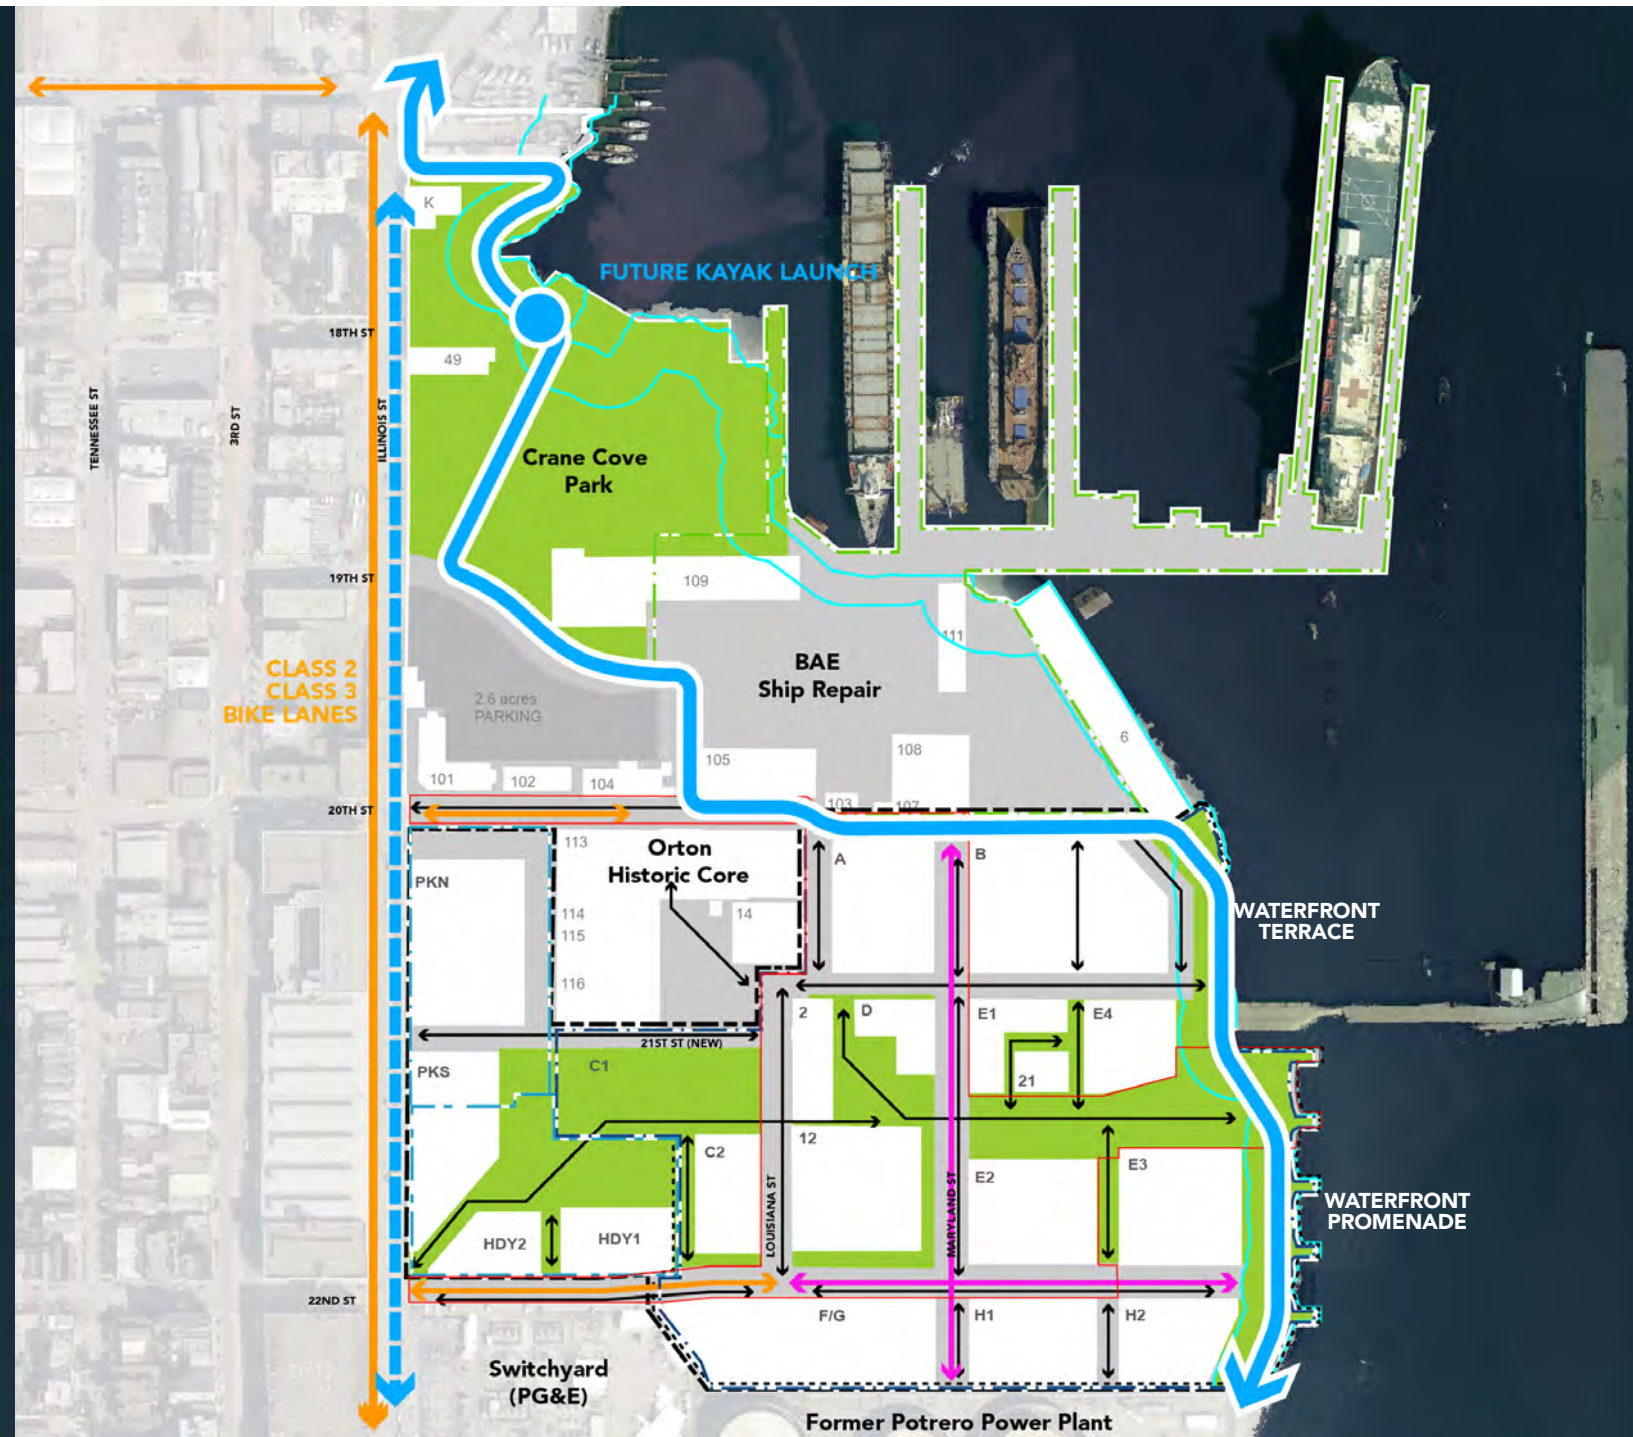 K
FUTURE KAYAK LAUNCH
18TH ST
49
TENNESSEE ST
3RD ST
ILLINOIS ST
Crane Cove
Park
19TH ST
109
111
BAE
Ship Repair
CLASS 2
CLASS 3
BIKE LANES
2.6 acres
PARKING
6
105
108
101
102
104
103
107
20TH ST
113
Orton
Historic Core
A
B
PKN
114
14
115
116
WATERFRONT
TERRACE
2
D
E1
E4
21ST ST (NEW)
C1
PKS
21
12
C2
E3
E2
LOUISIANA ST
MARYLAND ST
WATERFRONT
PROMENADE
HDY2
HDY1
22ND ST
F/G
H1
H2
Switchyard
(PG&E)
Former Potrero Power Plant